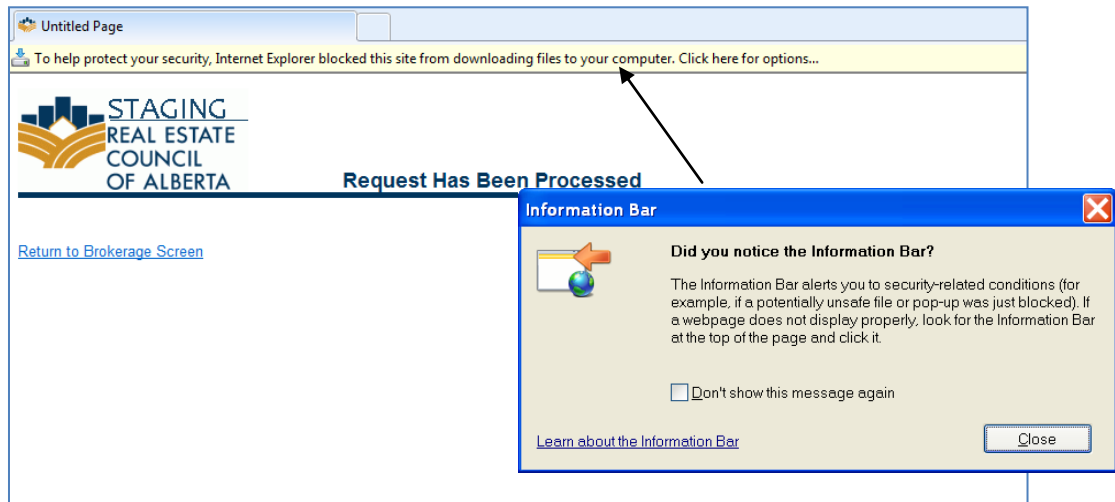 Untitled Page
To help protect your security, Internet Explorer blocked this site from downloading files to your computer. Click here for options...
STAGING
REAL ESTATE
COUNCIL
OF ALBERTA
Request Has Been Processed
Return to Brokerage Screen
Information Bar
Did you notice the Information Bar?
The Information Bar alerts you to security-related conditions (for
example, if a potentially unsafe file or pop-up was just blocked). If
a webpage does not display properly, look for the Information Bar
at the top of the page and click it.
Don't show this message again
Learn about the Information Bar
Close